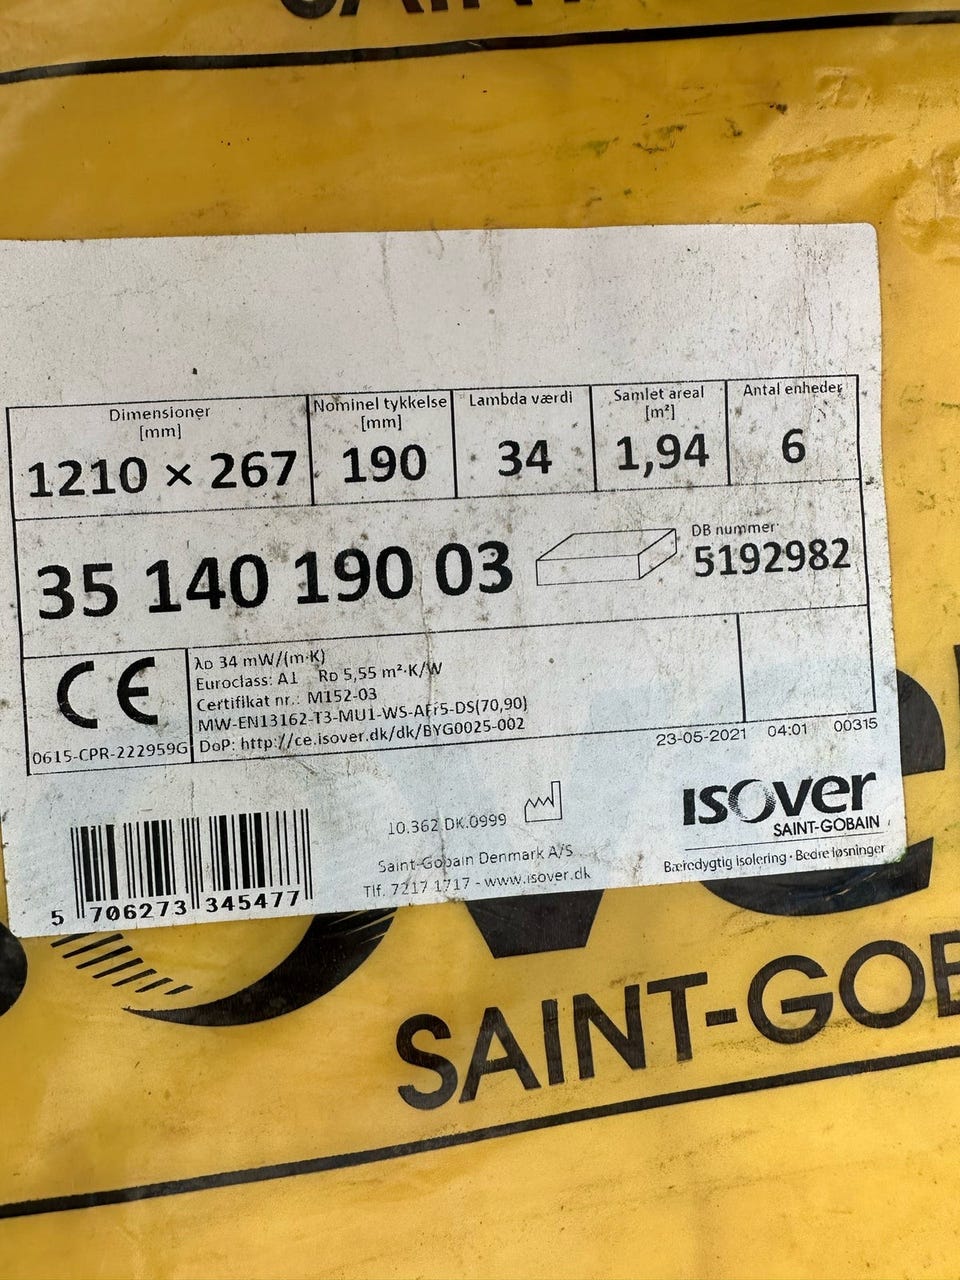 Dimensioner
[mm]
1210 × 267
Nominel tykkelse
[mm]
190
Lambda værdi
34
Samlet areal
[m²]
1,94
Antal enheder
6
35 140 190 03
DB nummer
5192982
CE
0615-CPR-222959G
λD 34 mW/(m·K)
Euroclass: A1 RD 5,55 m²·K/W
Certifikat nr.: M152-03
MW-EN13162-T3-MU1-WS-AFr5-DS(70,90)
DoP: http://ce.isover.dk/dk/BYG0025-002
23-05-2021 04:01 00315
5 706273 345477
10.362.DK.0999
Saint-Gobain Denmark A/S
Tlf. 7217 1717 - www.isover.dk
isover
SAINT-GOBAIN
Bæredygtig isolering · Bedre løsninger
SAINT-GOB